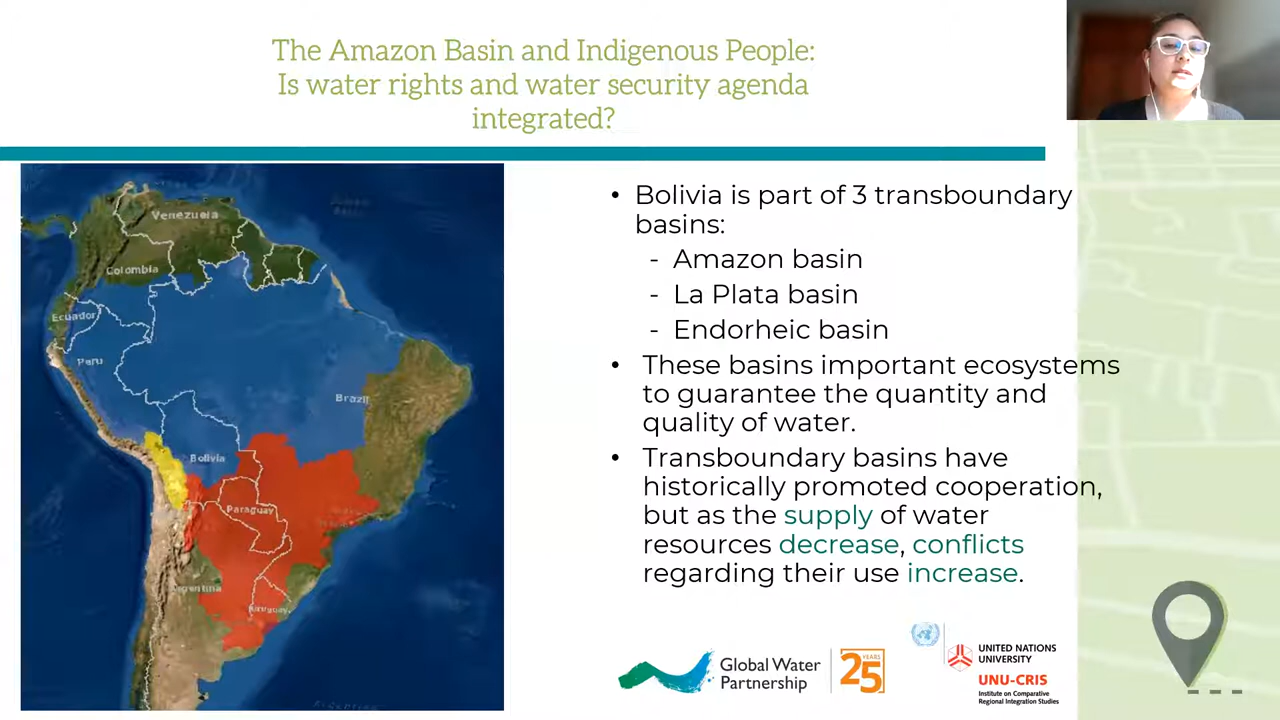 The Amazon Basin and Indigenous People:
Is water rights and water security agenda
integrated?
Venezuela
Colombia
Ecuador
Peru
Brazil
Bolivia
Paraguay
Argentina
Uruguay
• Bolivia is part of 3 transboundary
basins:
- Amazon basin
- La Plata basin
- Endorheic basin
• These basins important ecosystems
to guarantee the quantity and
quality of water.
• Transboundary basins have
historically promoted cooperation,
but as the supply of water
resources decrease, conflicts
regarding their use increase.
Global Water
Partnership
25
YEARS
UNITED NATIONS
UNIVERSITY
UNU-CRIS
Institute on Comparative
Regional Integration Studies